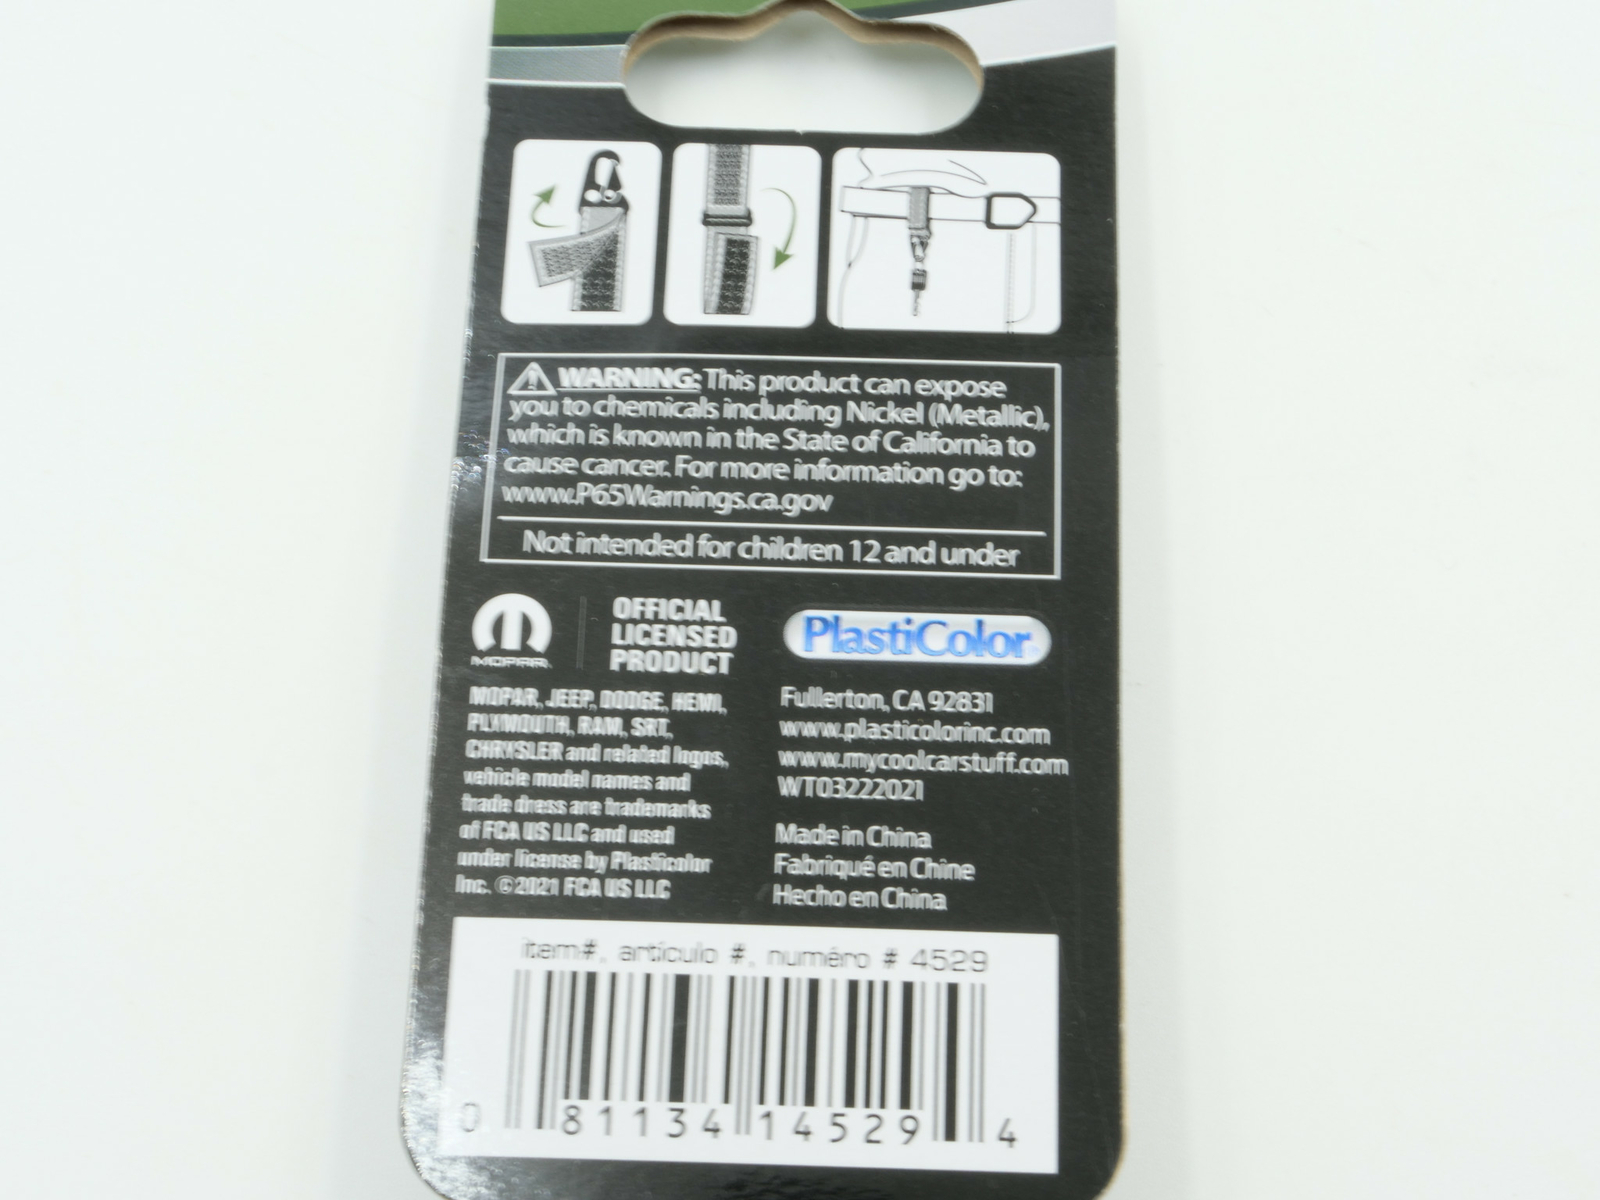 WARNING: This product can expose
you to chemicals including Nickel (Metallic),
which is known in the State of California to
cause cancer. For more information go to:
www.P65Warnings.ca.gov
Not intended for children 12 and under
MOPAR
OFFICIAL
LICENSED
PRODUCT
MOPAR, JEEP, DODGE, HEMI,
PLYMOUTH, RAM, SRT,
CHRYSLER and related logos,
vehicle model names and
trade dress are trademarks
of FCA US LLC and used
under license by Plasticolor
Inc. ©2021 FCA US LLC
PlastiColor
Fullerton, CA 92831
www.plasticolorinc.com
www.mycoolcarstuff.com
WT03222021
Made in China
Fabriqué en Chine
Hecho en China
item#, artículo #, numéro # 4529
0 81134 14529 4